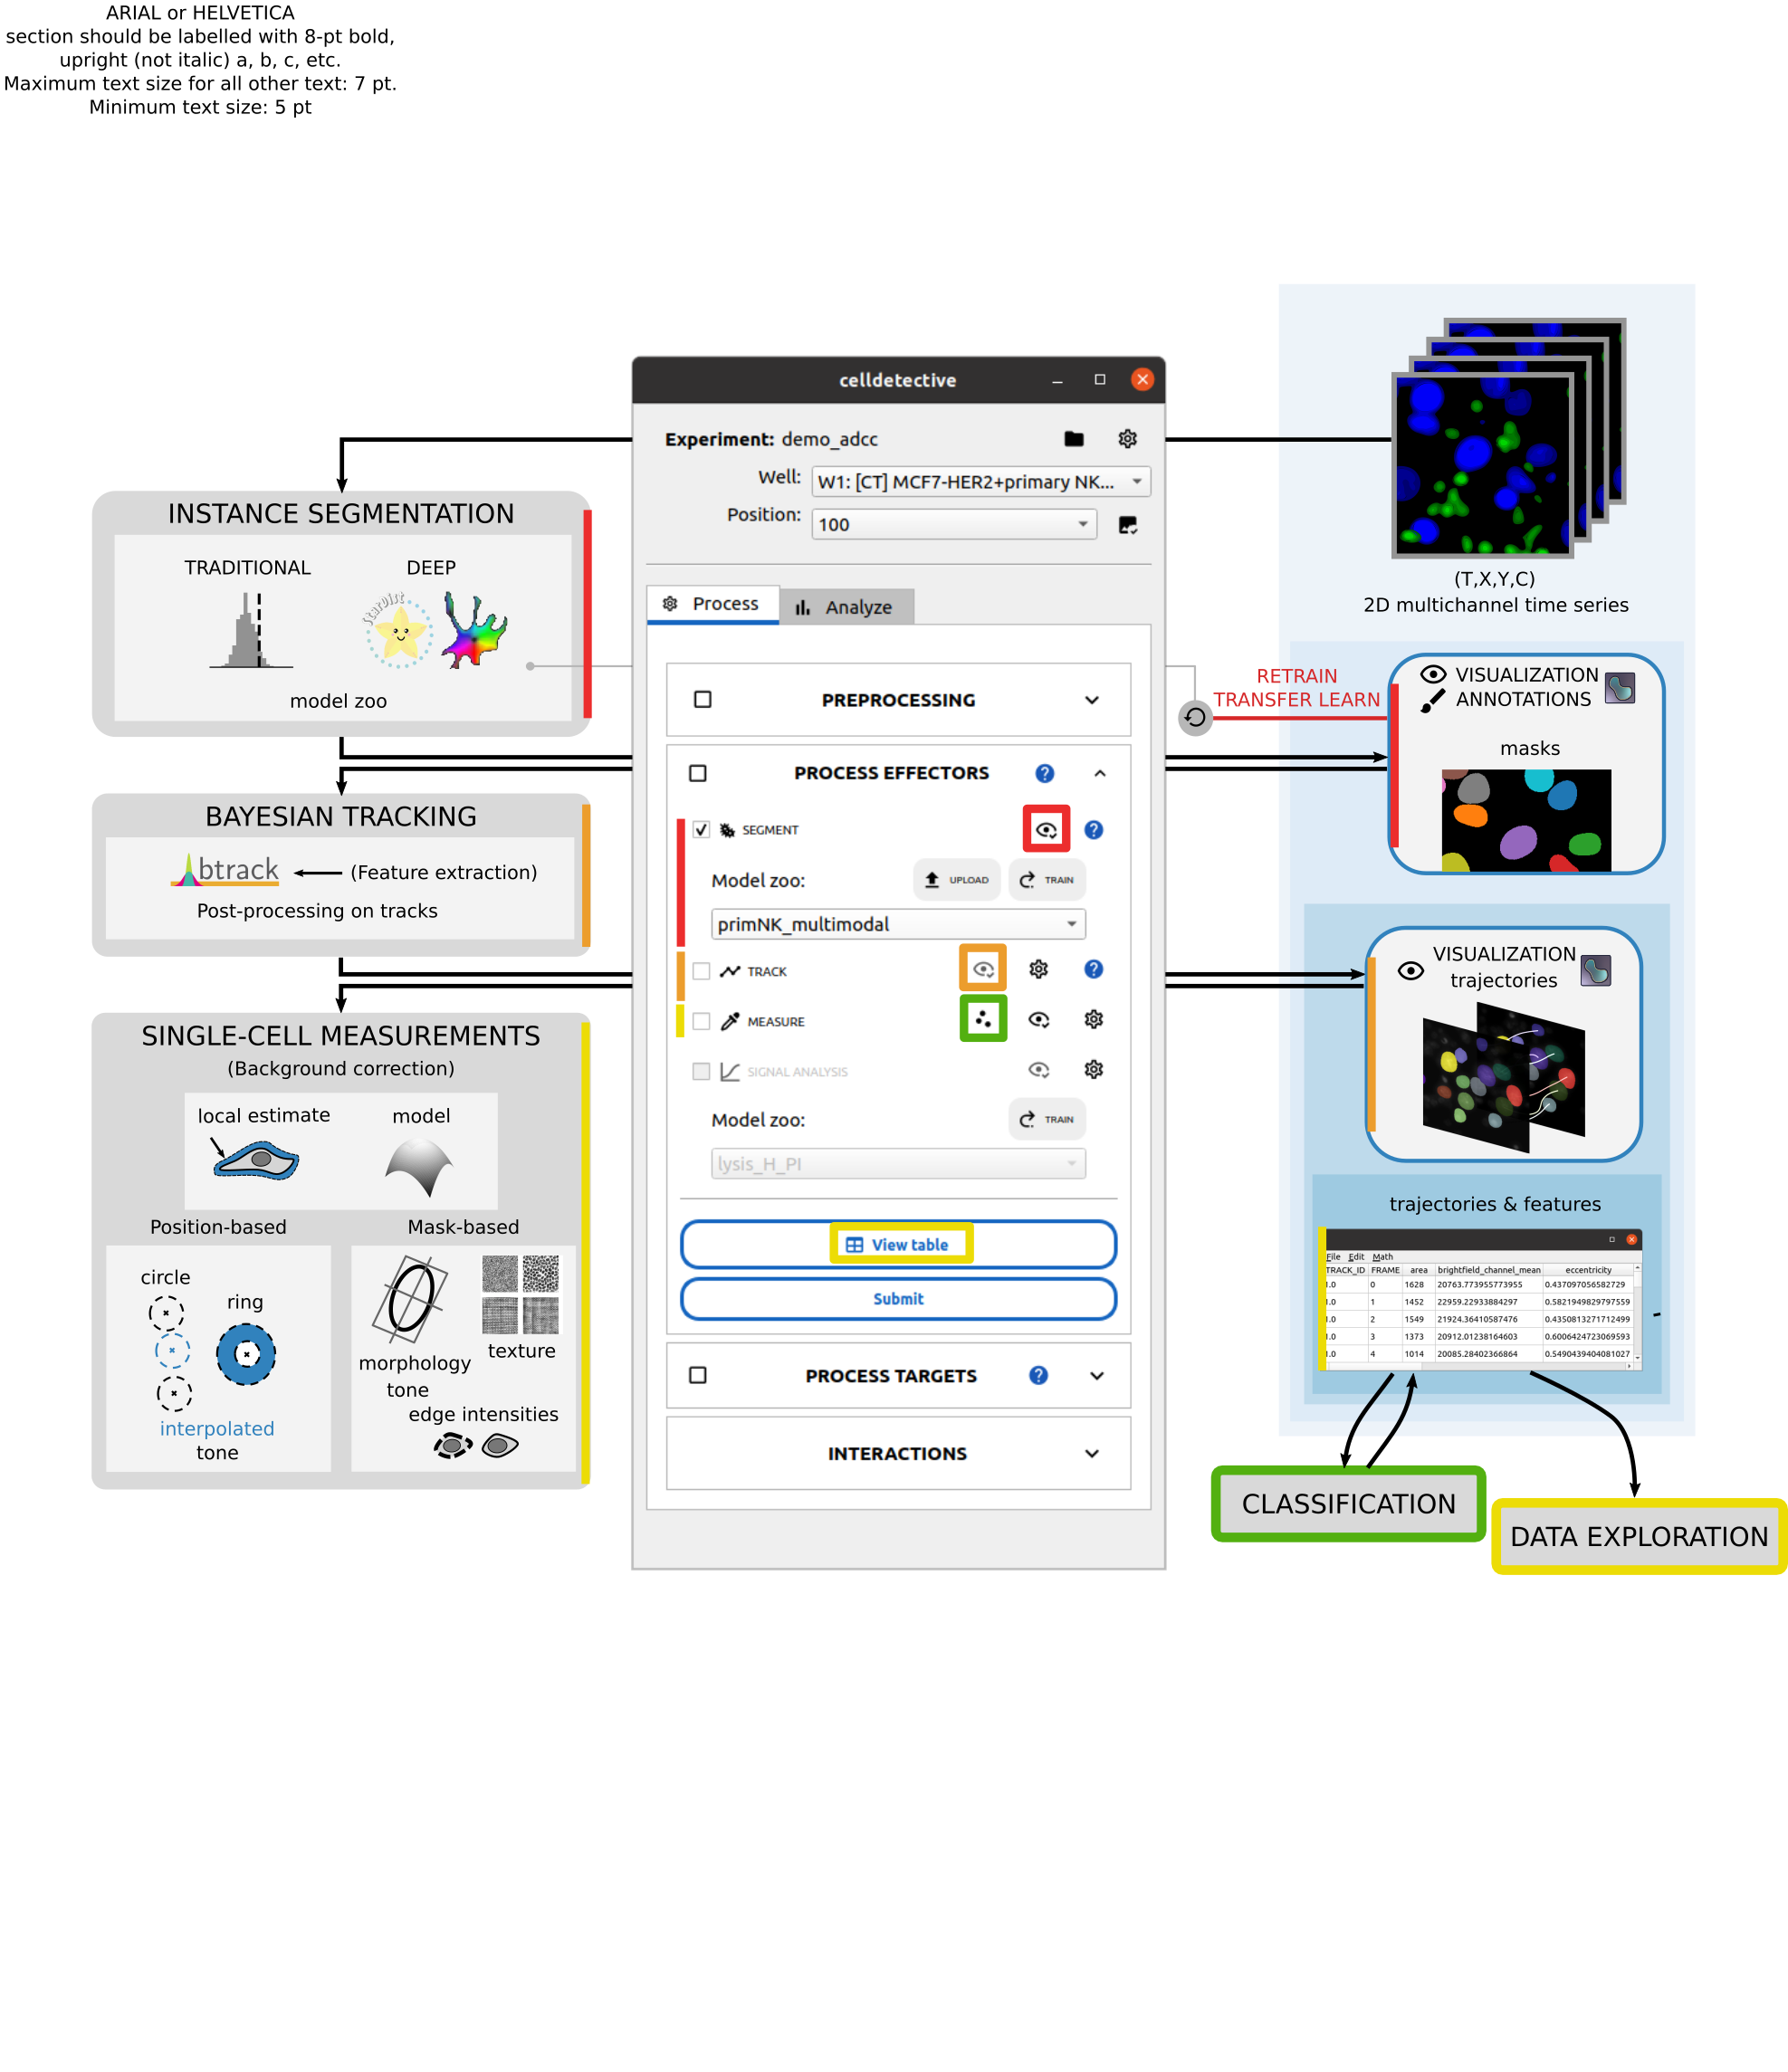 ARIAL or HELVETICA
section should be labelled with 8-pt bold,
upright (not italic) a, b, c, etc.
Maximum text size for all other text: 7 pt.
Minimum text size: 5 pt
INSTANCE SEGMENTATION
TRADITIONAL
DEEP
StarDist
model zoo
BAYESIAN TRACKING
btrack
(Feature extraction)
Post-processing on tracks
SINGLE-CELL MEASUREMENTS
(Background correction)
local estimate
model
Position-based
Mask-based
circle
ring
interpolated
tone
morphology
texture
tone
edge intensities
celldetective
Experiment: demo_adcc
Well: W1: [CT] MCF7-HER2+primary NK...
Position: 100
Process
Analyze
PREPROCESSING
PROCESS EFFECTORS
SEGMENT
Model zoo:
UPLOAD
TRAIN
primNK_multimodal
TRACK
MEASURE
SIGNAL ANALYSIS
Model zoo:
TRAIN
lysis_H_PI
View table
Submit
PROCESS TARGETS
INTERACTIONS
(T,X,Y,C)
2D multichannel time series
RETRAIN
TRANSFER LEARN
VISUALIZATION
ANNOTATIONS
masks
VISUALIZATION
trajectories
trajectories & features
File Edit Math
TRACK_ID FRAME area brightfield_channel_mean eccentricity
1.0 0 1628 20763.773955773955 0.437097056582729
1.0 1 1452 22959.22933884297 0.5821949829797559
1.0 2 1549 21924.36410587476 0.4350813271712499
1.0 3 1373 20912.01238164603 0.6006424723069593
1.0 4 1014 20085.28402366864 0.5490439404081027
CLASSIFICATION
DATA EXPLORATION